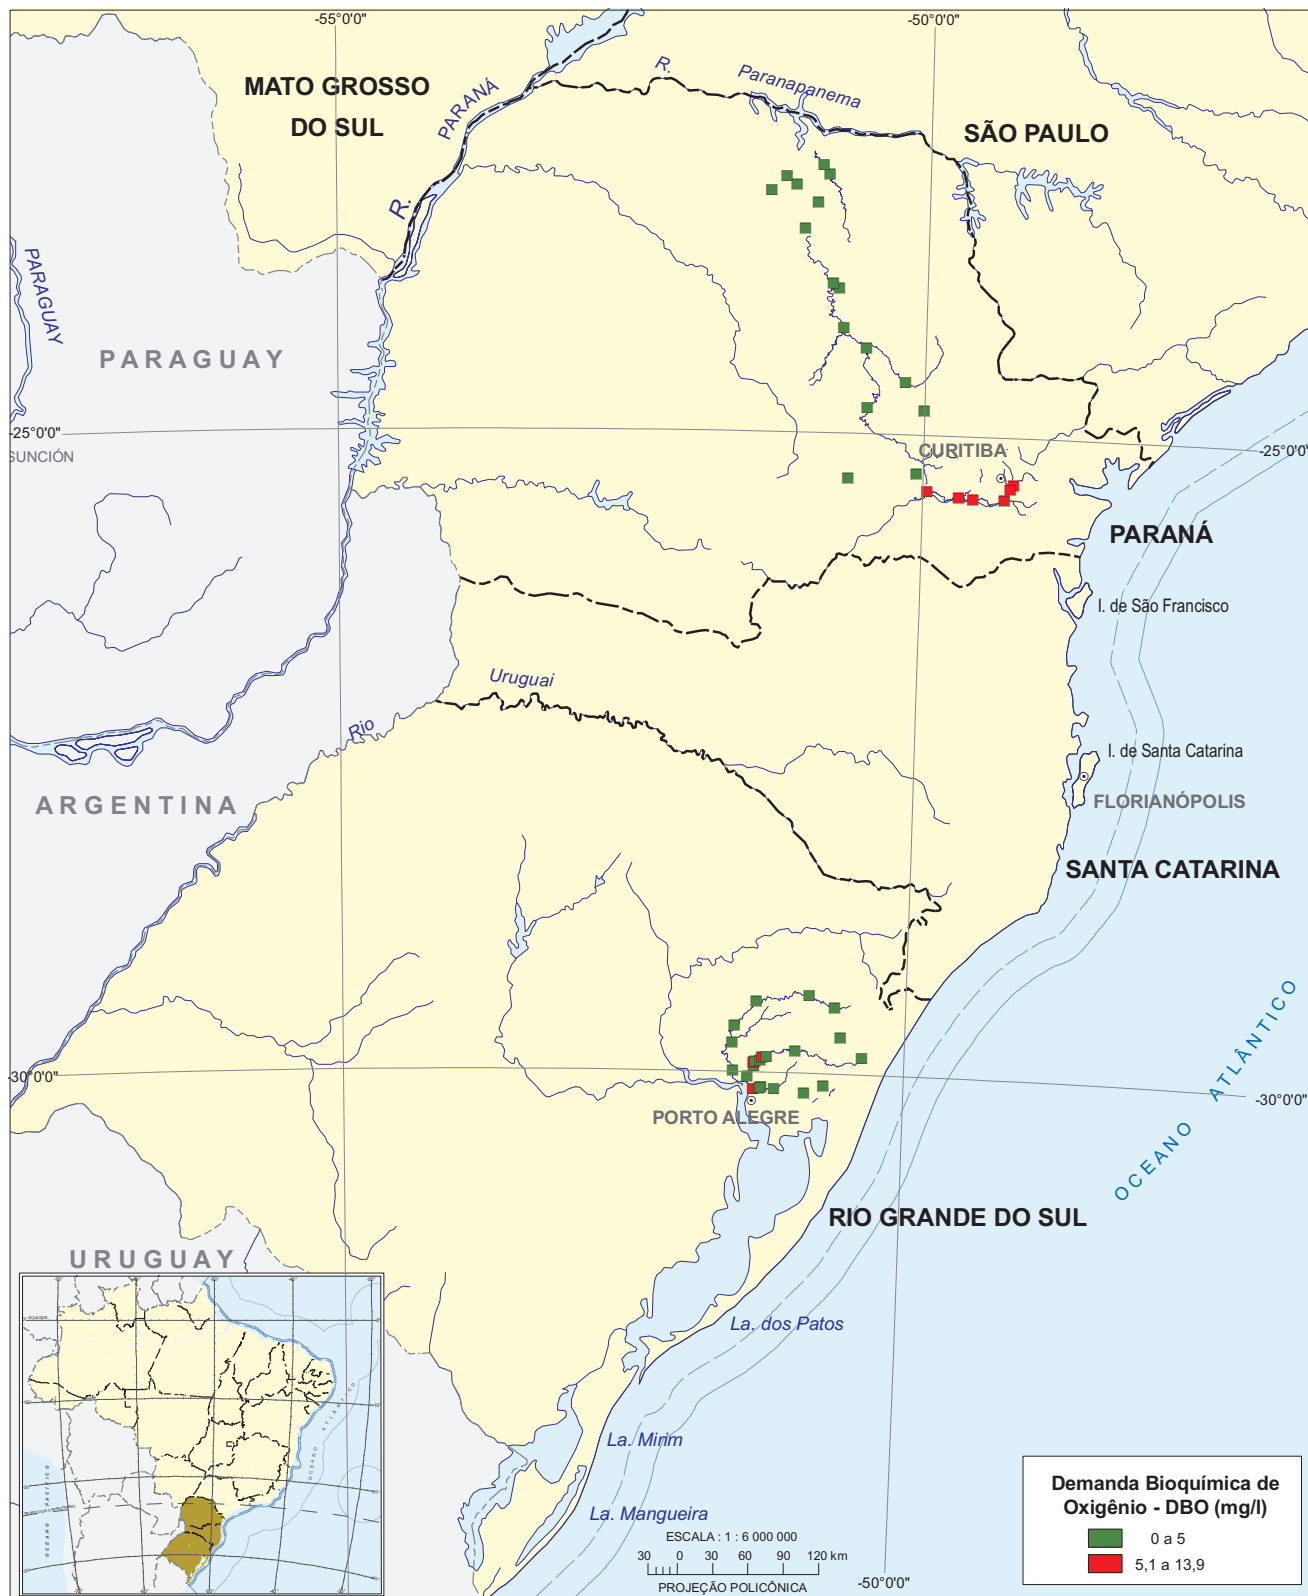 -55°0'0"
-50°0'0"
MATO GROSSO
DO SUL
R. PARANÁ
R. Paranapanema
SÃO PAULO
PARAGUAY
PARAGUAY
-25°0'0"
-25°0'0"
SUNCIÓN
CURITIBA
PARANÁ
I. de São Francisco
Rio Uruguai
I. de Santa Catarina
ARGENTINA
FLORIANÓPOLIS
SANTA CATARINA
OCEANO ATLÂNTICO
-30°0'0"
-30°0'0"
PORTO ALEGRE
RIO GRANDE DO SUL
URUGUAY
La. dos Patos
La. Mirim
La. Mangueira
OCEANO ATLÂNTICO
OCEANO PACÍFICO
ESCALA : 1 : 6 000 000
30 0 30 60 90 120 km
PROJEÇÃO POLICÔNICA
-50°0'0"
Demanda Bioquímica de
Oxigênio - DBO (mg/l)
0 a 5
5,1 a 13,9